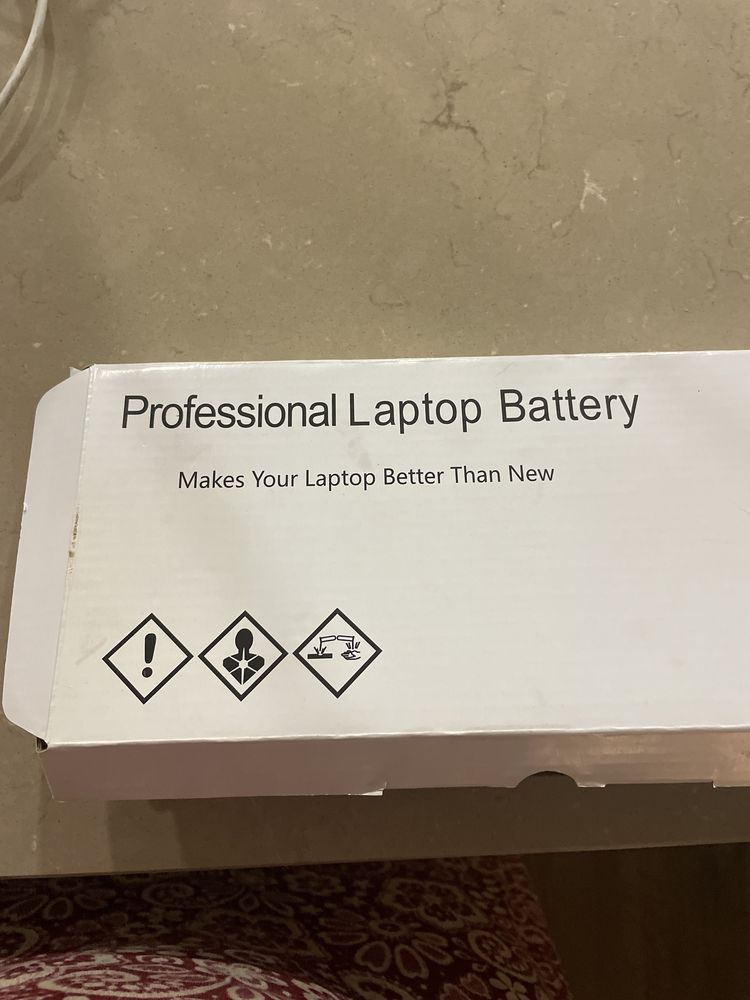 Professional Laptop Battery
Makes Your Laptop Better Than New